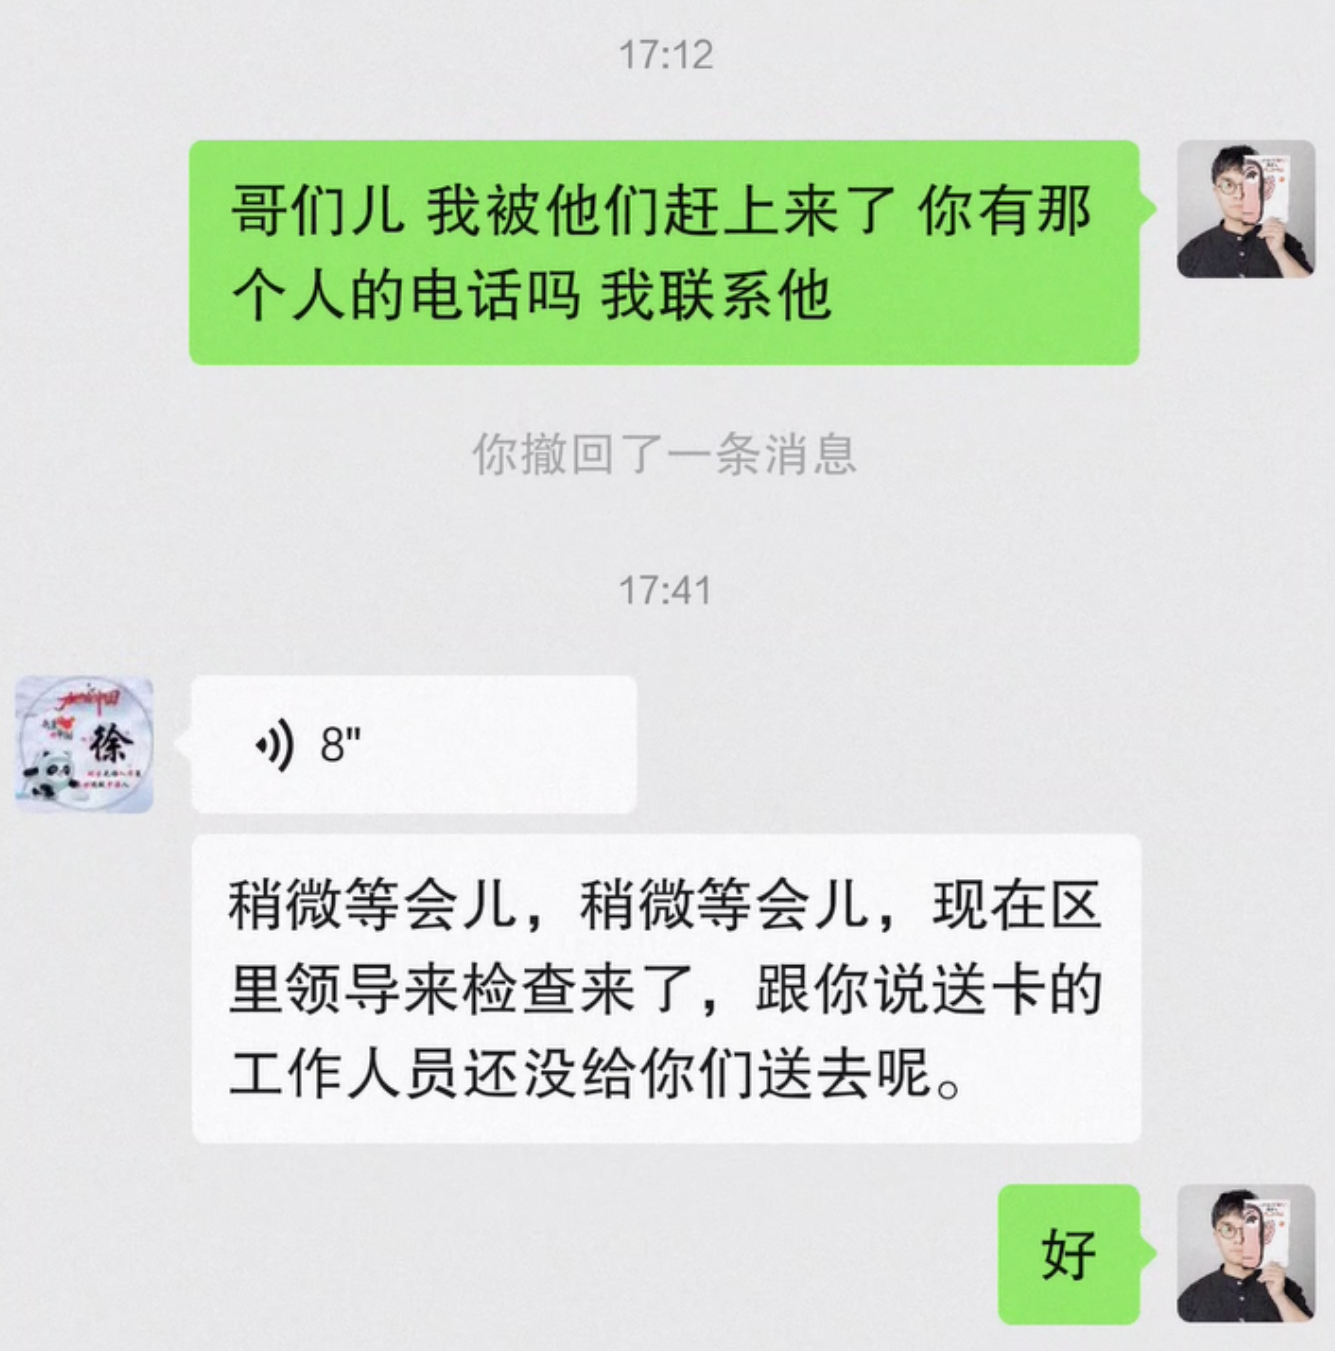 17:12
哥们儿 我被他们赶上来了 你有那
个人的电话吗 我联系他
你撤回了一条消息
17:41
徐
8"
稍微等会儿，稍微等会儿，现在区
里领导来检查来了，跟你说送卡的
工作人员还没给你们送去呢。
好